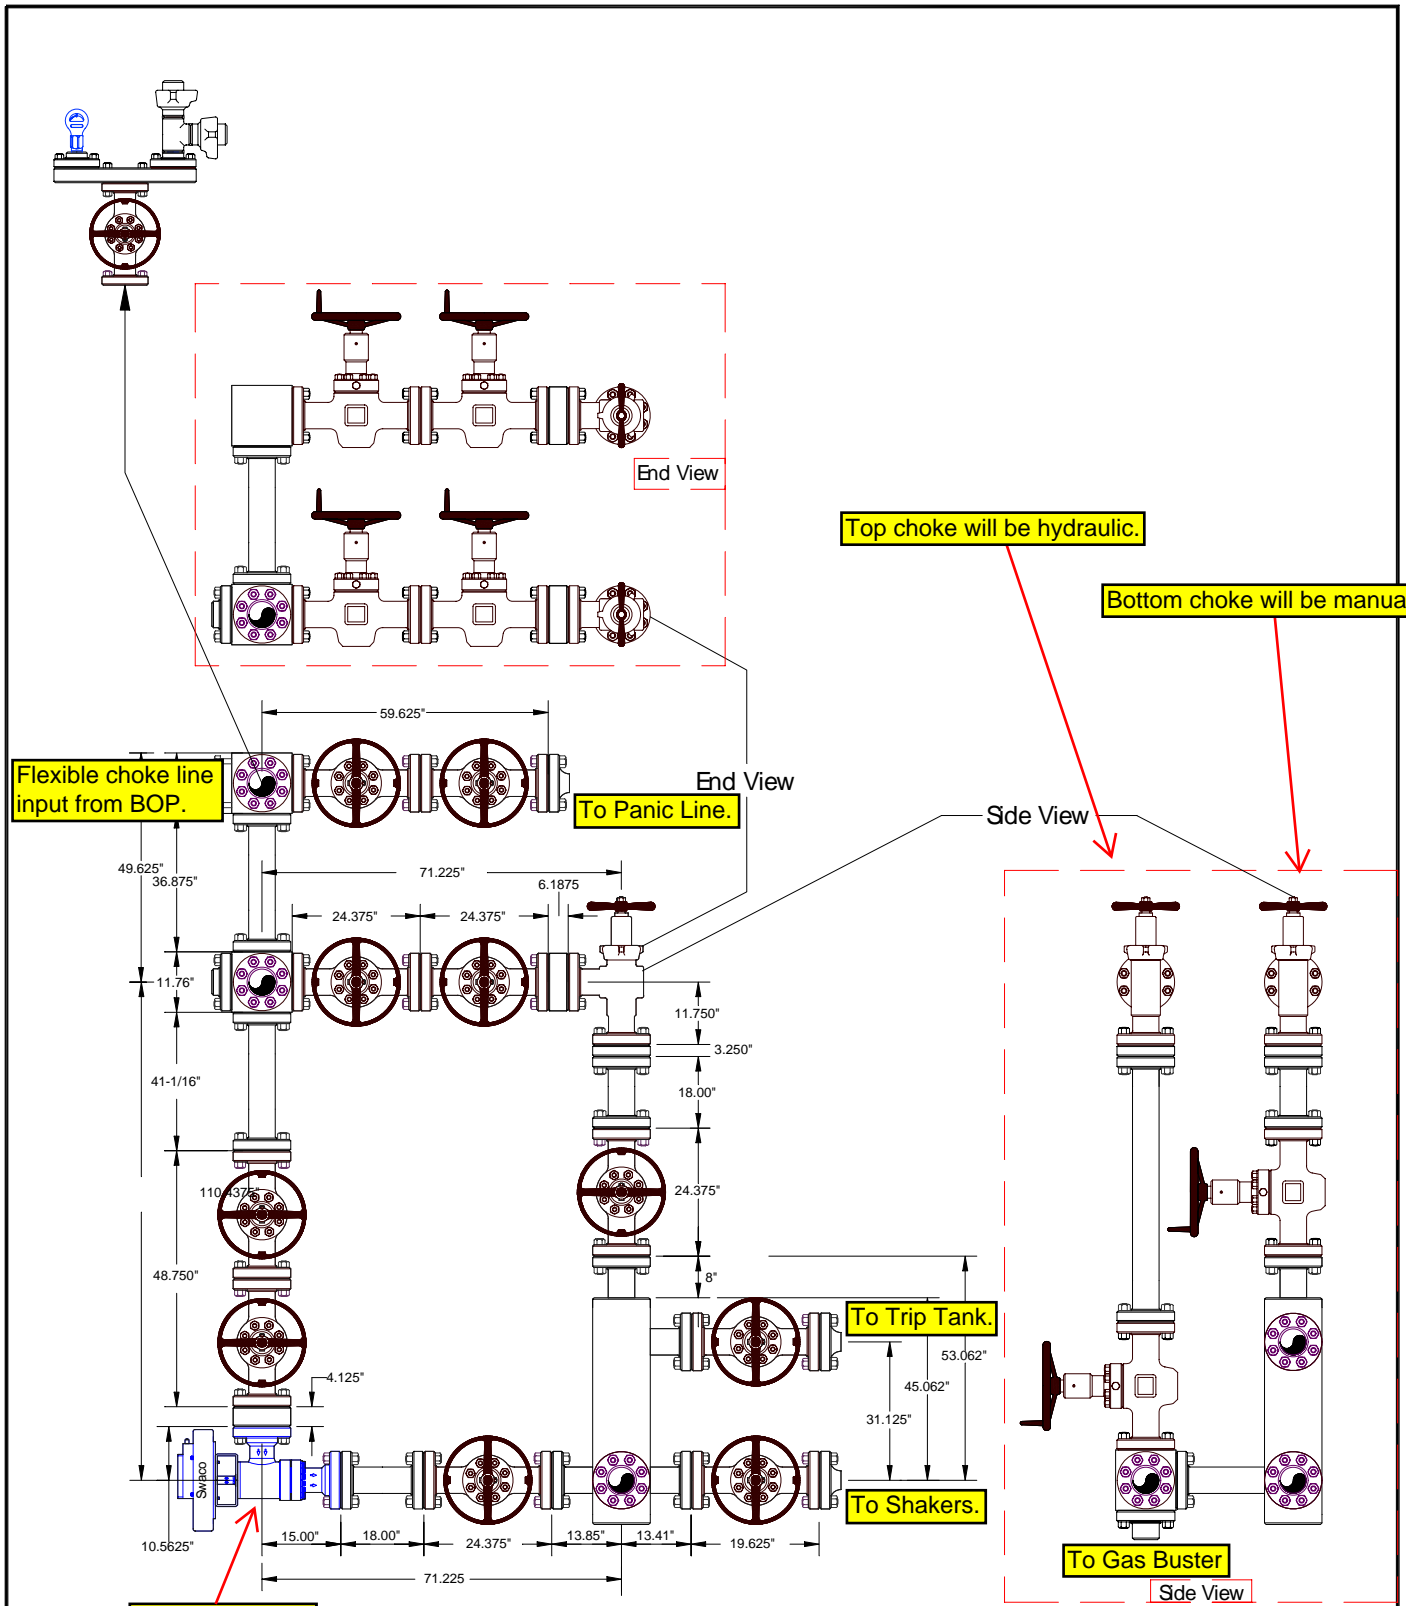 End View
Top choke will be hydraulic.
Bottom choke will be manua
59.625"
Flexible choke line
input from BOP.
End View
To Panic Line.
Side View
49.625"
36.875"
71.225"
6.1875
24.375"
24.375"
11.76"
11.750"
3.250"
41-1/16"
18.00"
110.4375"
24.375"
48.750"
8"
To Trip Tank.
53.062"
4.125"
45.062"
31.125"
Swaco
To Shakers.
10.5625"
15.00"
18.00"
24.375"
13.85"
13.41"
19.625"
To Gas Buster
71.225
Side View